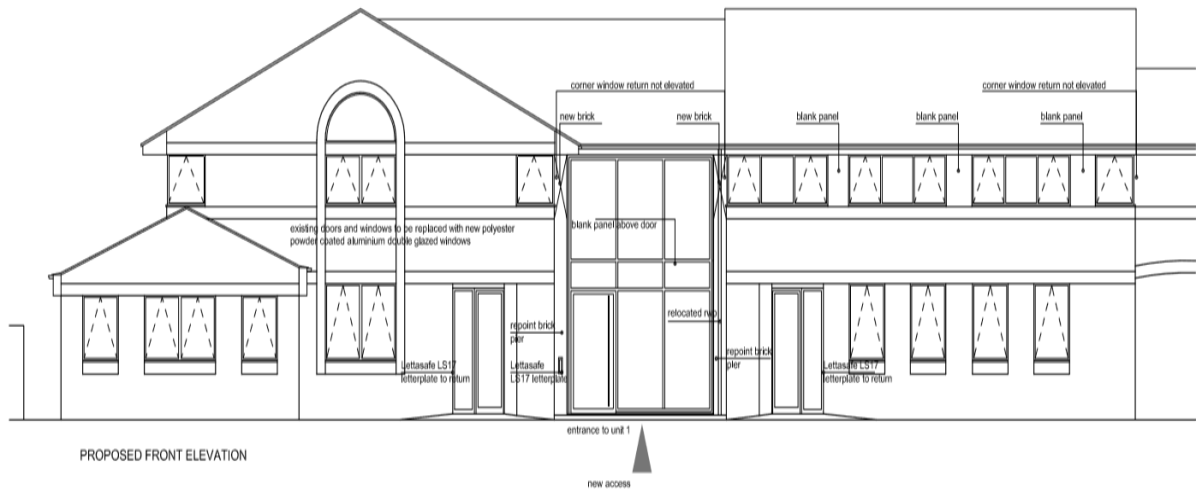 corner window return not elevated
corner window return not elevated
new brick
new brick
blank panel
blank panel
blank panel
existing doors and windows to be replaced with new polyester
powder coated aluminium double glazed windows
blank panel above door
relocated rwp
repoint brick
pier
repoint brick
pier
Lettasafe LS17
letterplate to return
Lettasafe
LS17 letterplate
Lettasafe LS17
letterplate to return
entrance to unit 1
PROPOSED FRONT ELEVATION
new access